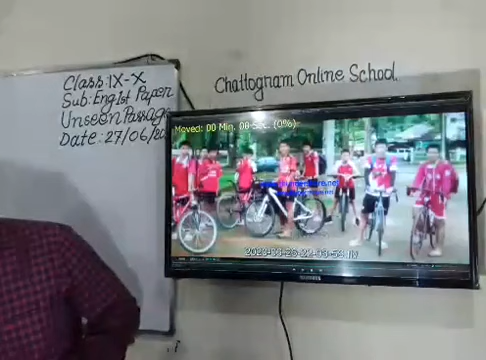 Class: IX-X
Sub: Eng 1st Paper
Unseen Passage
Date: 27/06/20
Chattogram Online School.
Moved: 00 Min. 00 Sec. (0%)
SAMSUNG